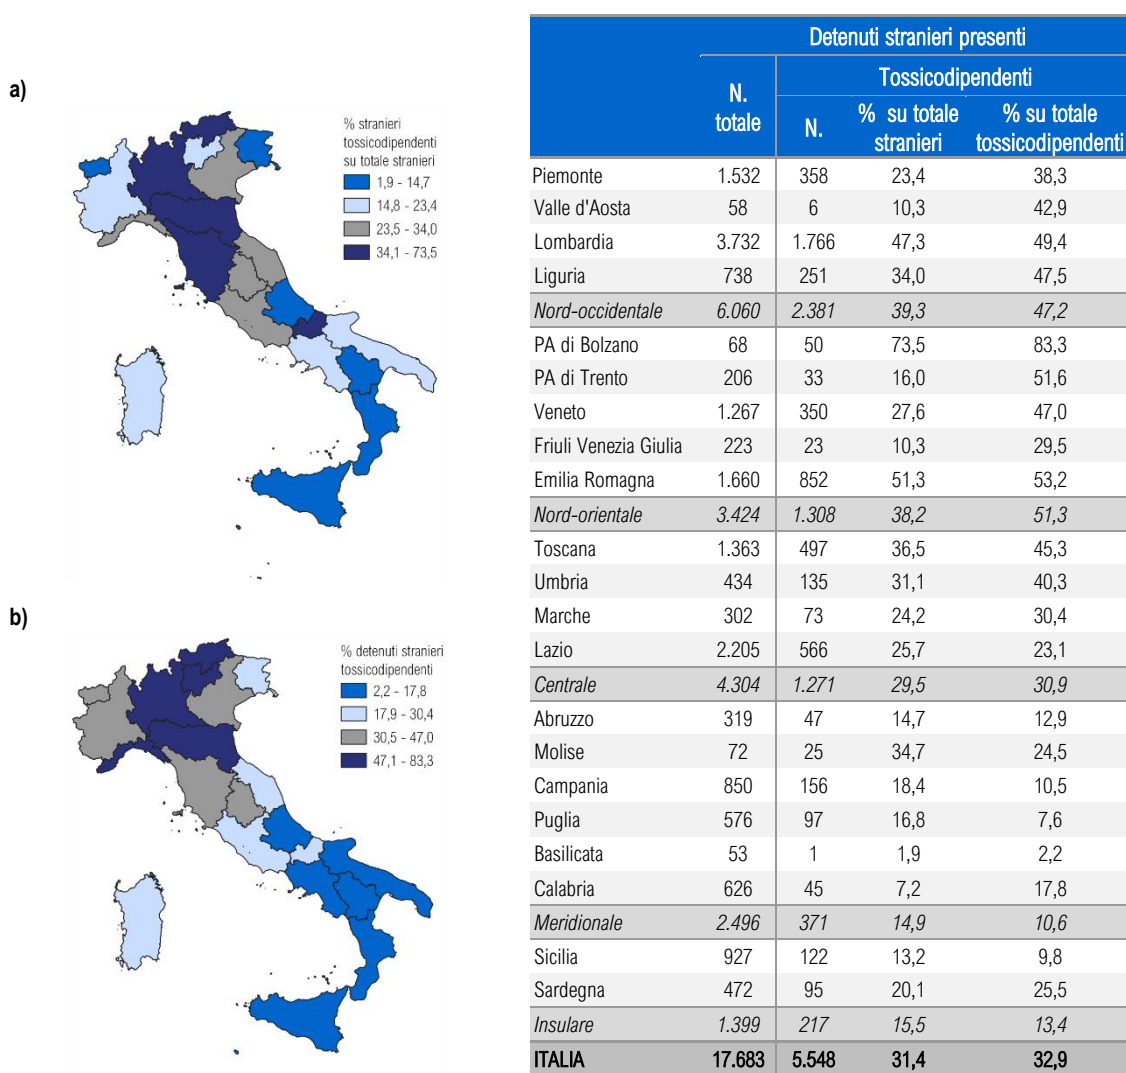 a)
% stranieri
tossicodipendenti
su totale stranieri
1,9 - 14,7
14,8 - 23,4
23,5 - 34,0
34,1 - 73,5
b)
% detenuti stranieri
tossicodipendenti
2,2 - 17,8
17,9 - 30,4
30,5 - 47,0
47,1 - 83,3
Detenuti stranieri presenti
N. totale
Tossicodipendenti
N.
% su totale stranieri
% su totale tossicodipendenti
Piemonte 1.532 358 23,4 38,3
Valle d'Aosta 58 6 10,3 42,9
Lombardia 3.732 1.766 47,3 49,4
Liguria 738 251 34,0 47,5
Nord-occidentale 6.060 2.381 39,3 47,2
PA di Bolzano 68 50 73,5 83,3
PA di Trento 206 33 16,0 51,6
Veneto 1.267 350 27,6 47,0
Friuli Venezia Giulia 223 23 10,3 29,5
Emilia Romagna 1.660 852 51,3 53,2
Nord-orientale 3.424 1.308 38,2 51,3
Toscana 1.363 497 36,5 45,3
Umbria 434 135 31,1 40,3
Marche 302 73 24,2 30,4
Lazio 2.205 566 25,7 23,1
Centrale 4.304 1.271 29,5 30,9
Abruzzo 319 47 14,7 12,9
Molise 72 25 34,7 24,5
Campania 850 156 18,4 10,5
Puglia 576 97 16,8 7,6
Basilicata 53 1 1,9 2,2
Calabria 626 45 7,2 17,8
Meridionale 2.496 371 14,9 10,6
Sicilia 927 122 13,2 9,8
Sardegna 472 95 20,1 25,5
Insulare 1.399 217 15,5 13,4
ITALIA 17.683 5.548 31,4 32,9